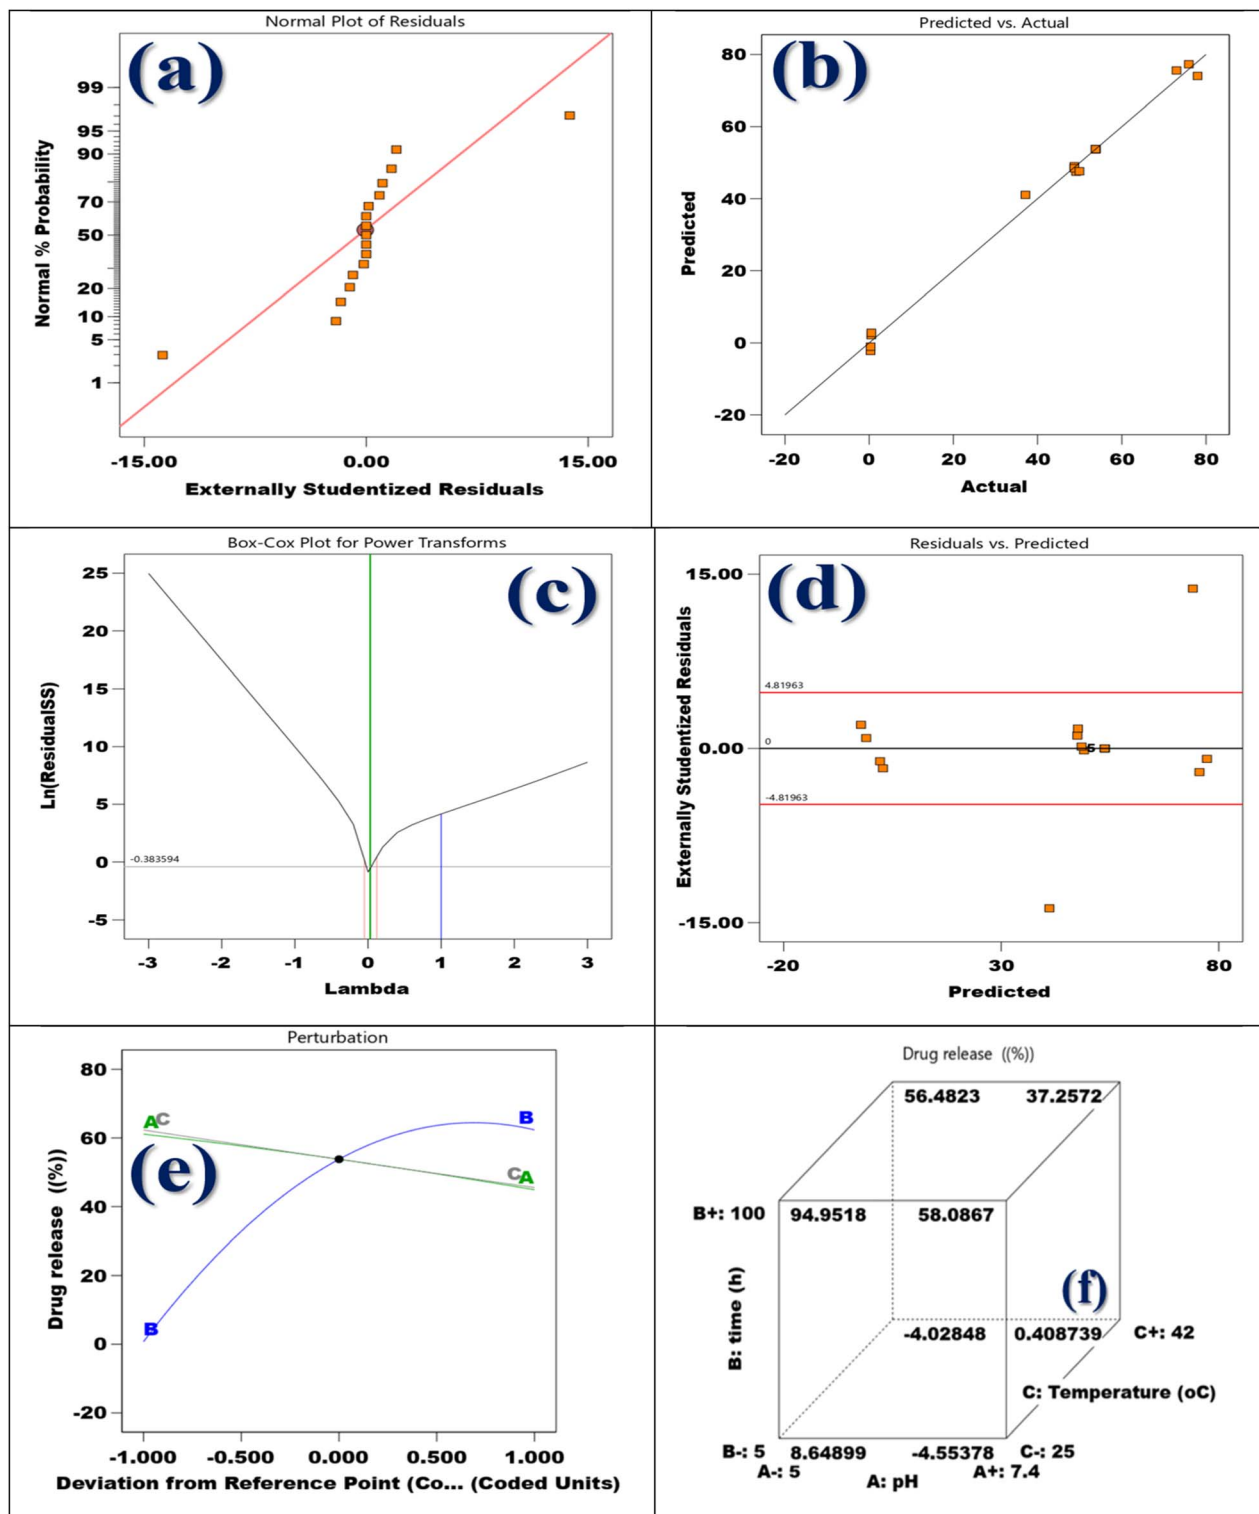 Normal Plot of Residuals
(a)
99
95
90
70
50
20
10
5
1
Normal % Probability
-15.00 0.00 15.00
Externally Studentized Residuals
Predicted vs. Actual
(b)
80
60
40
20
0
-20
Predicted
-20 0 20 40 60 80
Actual
Box-Cox Plot for Power Transforms
(c)
25
20
15
10
5
0
-5
Ln(ResidualSS)
-0.383594
-3 -2 -1 0 1 2 3
Lambda
Residuals vs. Predicted
(d)
15.00
0.00
-15.00
Externally Studentized Residuals
4.81963
0
5
-4.81963
-20 30 80
Predicted
Perturbation
(e)
80
60
40
20
0
-20
Drug release ((%))
A C
B
C A
B
-1.000 -0.500 0.000 0.500 1.000
Deviation from Reference Point (Co... (Coded Units)
Drug release ((%))
56.4823 37.2572
B+: 100 94.9518 58.0867
(f)
B: time (h)
-4.02848 0.408739 C+: 42
C: Temperature (oC)
B-: 5 8.64899 -4.55378 C-: 25
A-: 5 A: pH A+: 7.4